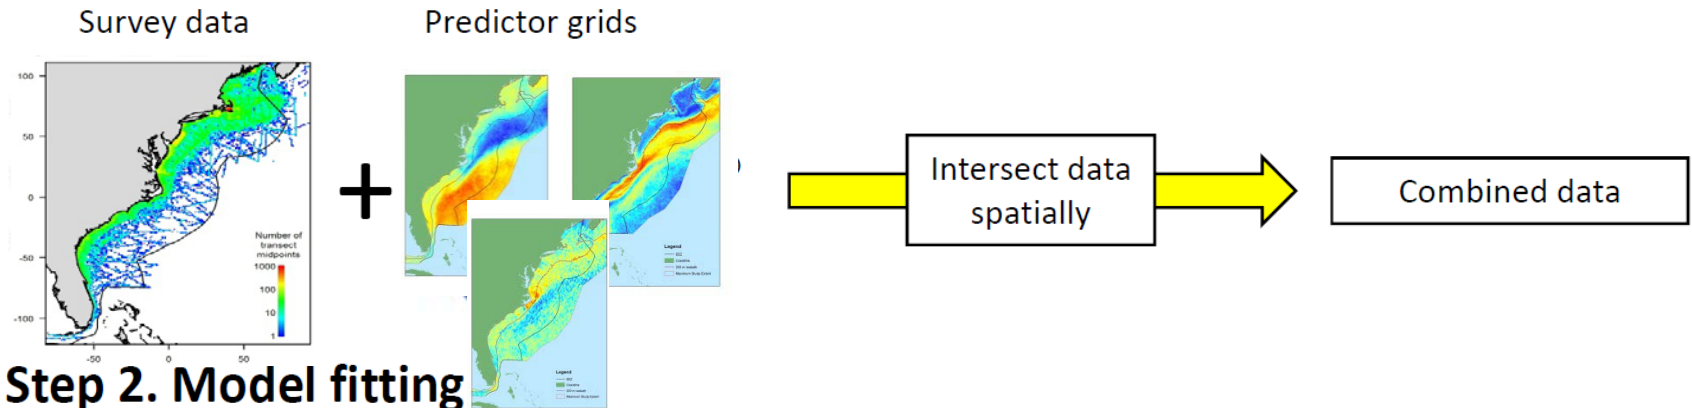 Survey data
Predictor grids
100
50
0
-50
-100
-50
0
50
Number of
transect
midpoints
1000
100
10
1
+
Legend
Legend
Intersect data
spatially
Combined data
Step 2. Model fitting